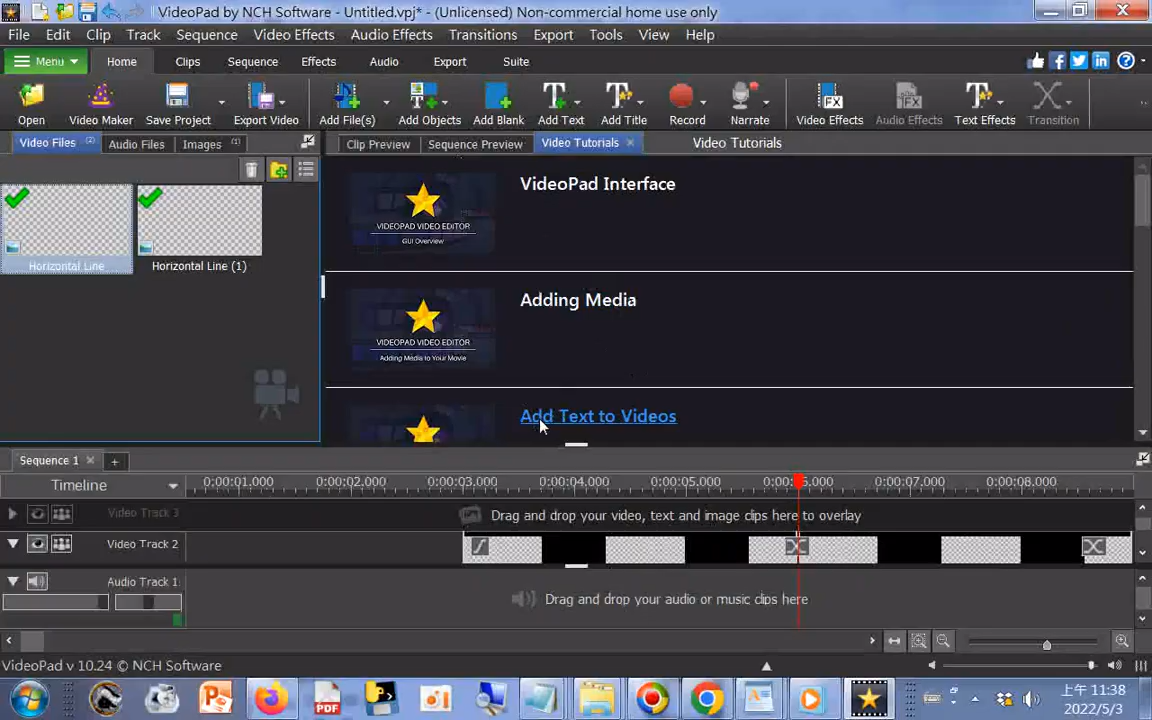 VideoPad by NCH Software - Untitled.vpj* - (Unlicensed) Non-commercial home use only
File Edit Clip Track Sequence Video Effects Audio Effects Transitions Export Tools View Help
Menu Home Clips Sequence Effects Audio Export Suite
Open Video Maker Save Project Export Video Add File(s) Add Objects Add Blank Add Text Add Title Record Narrate Video Effects Audio Effects Text Effects Transition
Video Files (2) Audio Files Images (1) Clip Preview Sequence Preview Video Tutorials Video Tutorials
VideoPad Interface
VIDEOPAD VIDEO EDITOR
GUI Overview
Horizontal Line Horizontal Line (1)
Adding Media
VIDEOPAD VIDEO EDITOR
Adding Media to Your Movie
Add Text to Videos
Sequence 1
Timeline 0;00:01.000 0;00:02.000 0;00:03.000 0;00:04.000 0;00:05.000 0;00:06.000 0;00:07.000 0;00:08.000
Video Track 3 Drag and drop your video, text and image clips here to overlay
Video Track 2
Audio Track 1 Drag and drop your audio or music clips here
VideoPad v 10.24 © NCH Software
PDF
上午 11:38
2022/5/3